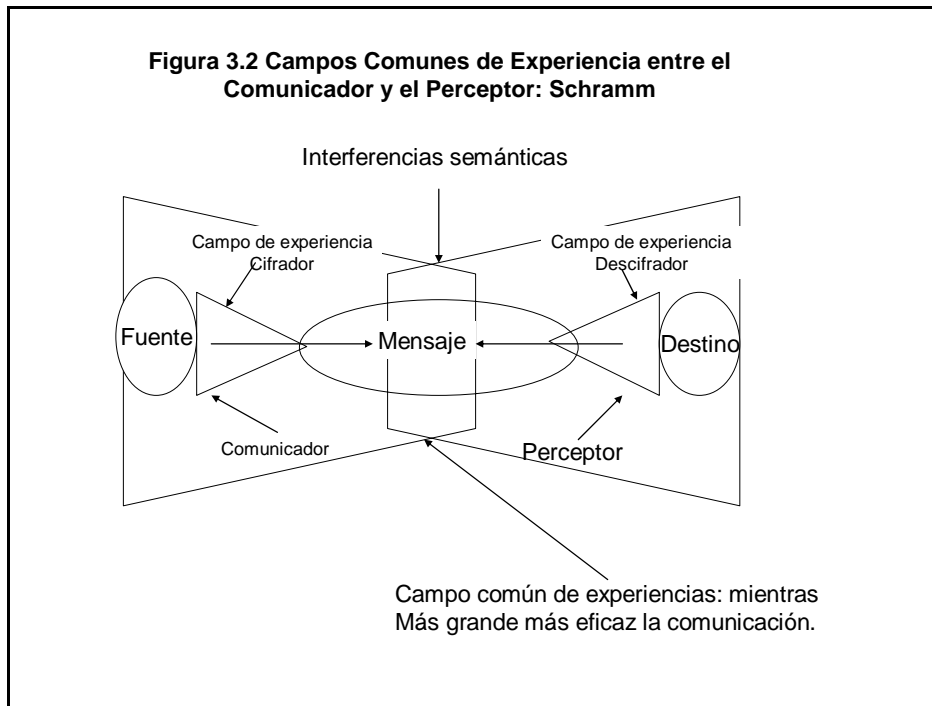 Figura 3.2 Campos Comunes de Experiencia entre el
Comunicador y el Perceptor: Schramm
Interferencias semánticas
Campo de experiencia
Cifrador
Campo de experiencia
Descifrador
Fuente
Mensaje
Destino
Comunicador
Perceptor
Campo común de experiencias: mientras
Más grande más eficaz la comunicación.